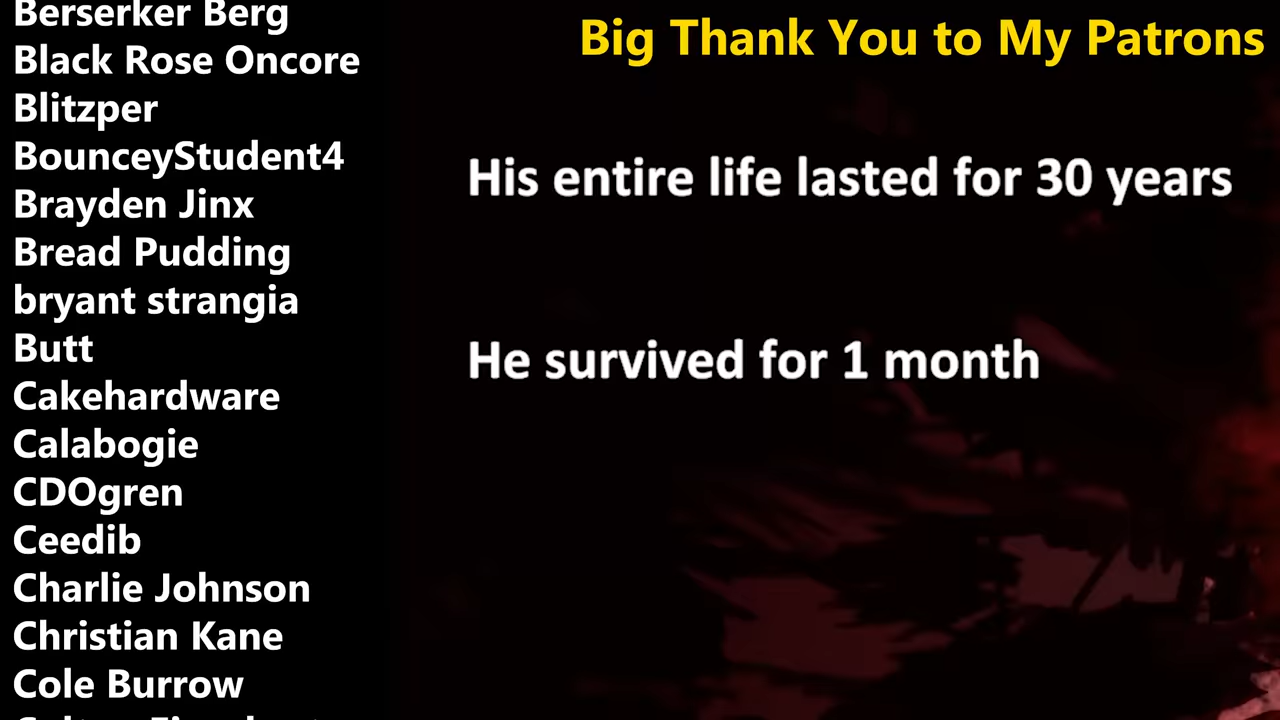 Berserker Berg
Black Rose Oncore
Blitzper
BounceyStudent4
Brayden Jinx
Bread Pudding
bryant strangia
Butt
Cakehardware
Calabogie
CDOgren
Ceedib
Charlie Johnson
Christian Kane
Cole Burrow
Big Thank You to My Patrons
His entire life lasted for 30 years
He survived for 1 month